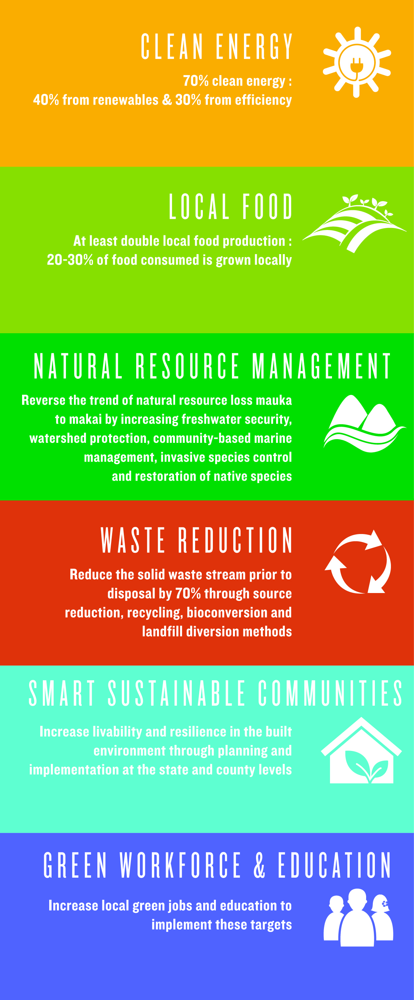 CLEAN ENERGY
70% clean energy :
40% from renewables & 30% from efficiency
LOCAL FOOD
At least double local food production :
20-30% of food consumed is grown locally
NATURAL RESOURCE MANAGEMENT
Reverse the trend of natural resource loss mauka
to makai by increasing freshwater security,
watershed protection, community-based marine
management, invasive species control
and restoration of native species
WASTE REDUCTION
Reduce the solid waste stream prior to
disposal by 70% through source
reduction, recycling, bioconversion and
landfill diversion methods
SMART SUSTAINABLE COMMUNITIES
Increase livability and resilience in the built
environment through planning and
implementation at the state and county levels
GREEN WORKFORCE & EDUCATION
Increase local green jobs and education to
implement these targets